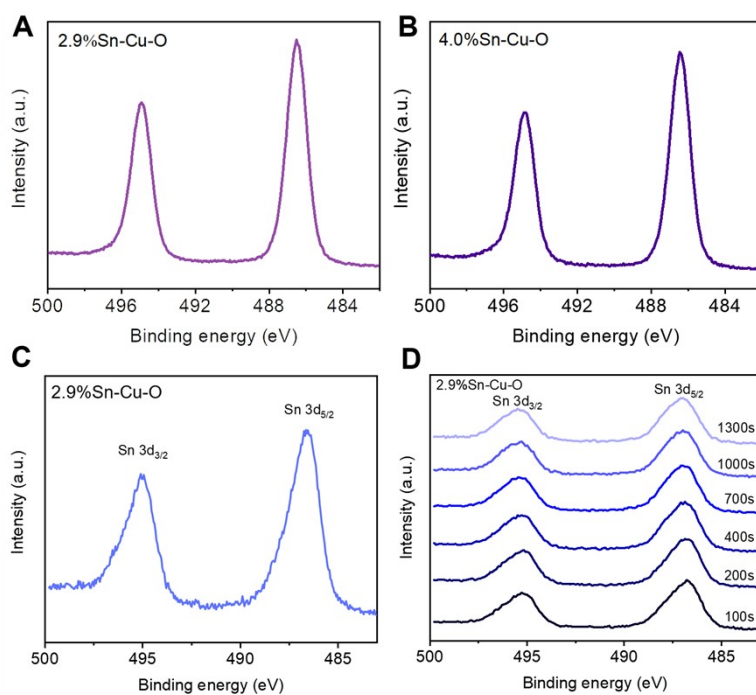 A
2.9%Sn-Cu-O
Intensity (a.u.)
500 496 492 488 484
Binding energy (eV)
B
4.0%Sn-Cu-O
Intensity (a.u.)
500 496 492 488 484
Binding energy (eV)
C
2.9%Sn-Cu-O
Sn 3d5/2
Sn 3d3/2
Intensity (a.u.)
500 495 490 485
Binding energy (eV)
D
2.9%Sn-Cu-O
Sn 3d3/2
Sn 3d5/2
1300s
1000s
700s
400s
200s
100s
Intensity (a.u.)
500 495 490 485
Binding energy (eV)